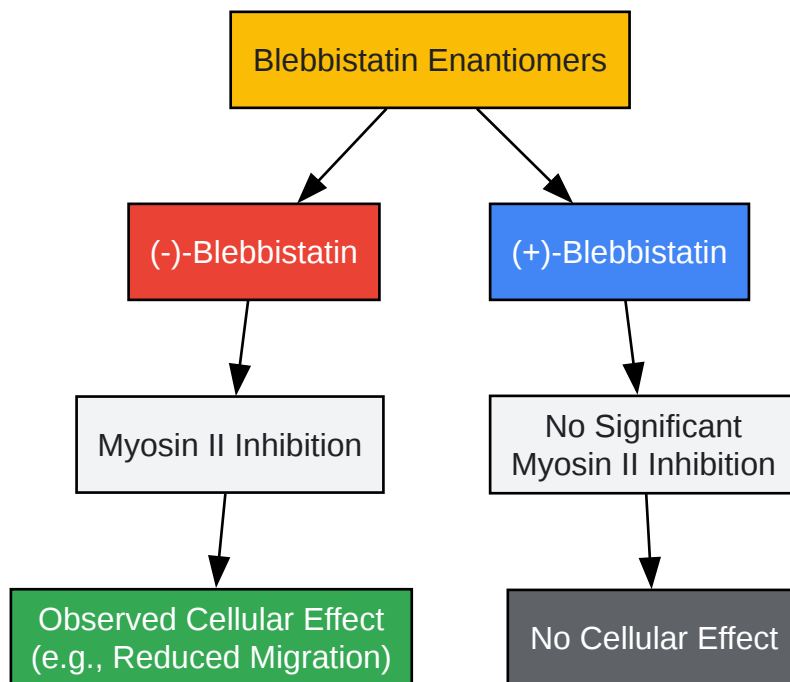 Blebbistatin Enantiomers
(-)-Blebbistatin
(+)-Blebbistatin
Myosin II Inhibition
No Significant
Myosin II Inhibition
Observed Cellular Effect
(e.g., Reduced Migration)
No Cellular Effect